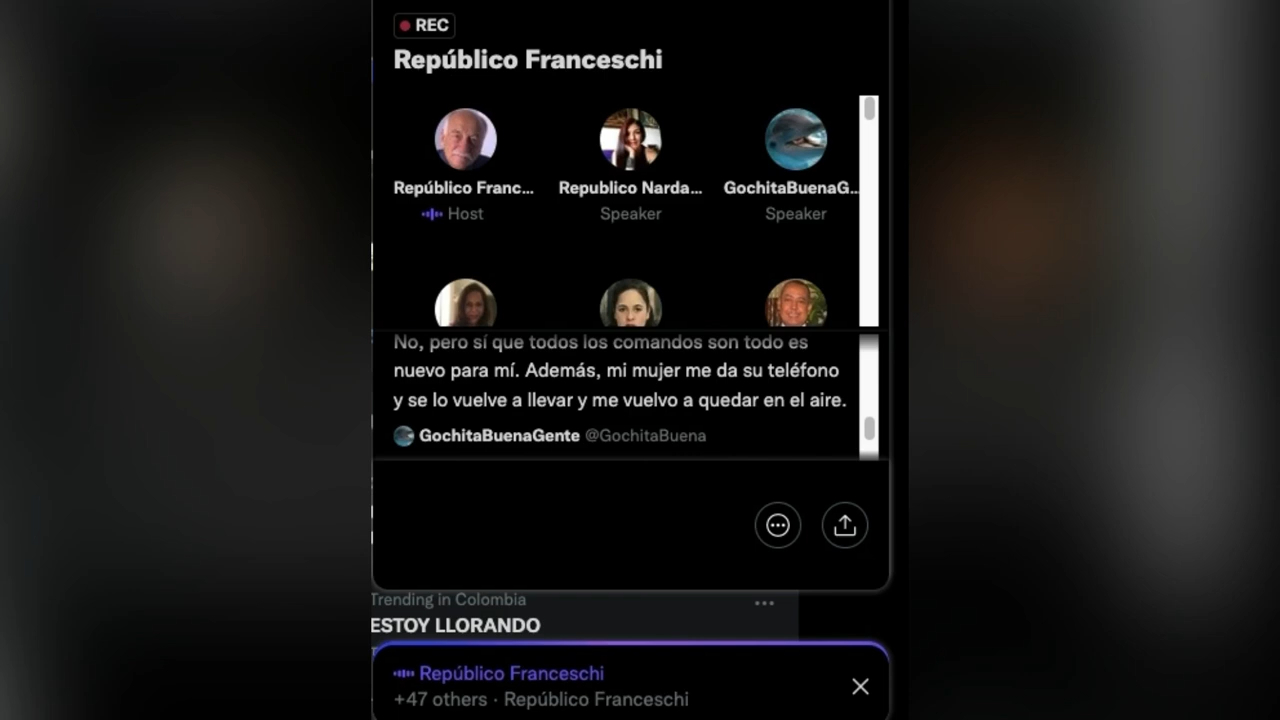 REC
Repúblico Franceschi
Repúblico Franc...
Republico Narda...
GochitaBuenaG...
Host
Speaker
Speaker
No, pero sí que todos los comandos son todo es
nuevo para mí. Además, mi mujer me da su teléfono
y se lo vuelve a llevar y me vuelvo a quedar en el aire.
GochitaBuenaGente @GochitaBuena
Trending in Colombia
ESTOY LLORANDO
Repúblico Franceschi
+47 others · Repúblico Franceschi